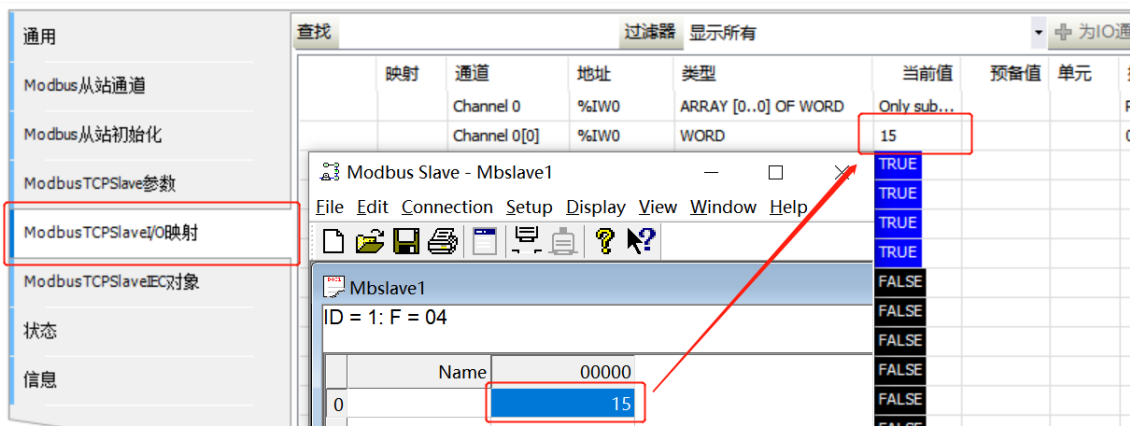 通用
Modbus从站通道
Modbus从站初始化
ModbusTCPSlave参数
ModbusTCPSlaveI/O映射
ModbusTCPSlaveIEC对象
状态
信息
查找 过滤器 显示所有 为IO通
映射 通道 地址 类型 当前值 预备值 单元
Channel 0 %IW0 ARRAY [0..0] OF WORD Only sub...
Channel 0[0] %IW0 WORD 15
TRUE
TRUE
TRUE
TRUE
FALSE
FALSE
FALSE
FALSE
FALSE
FALSE
Modbus Slave - Mbslave1
File Edit Connection Setup Display View Window Help
Mbslave1
ID = 1: F = 04
Name 00000
0 15